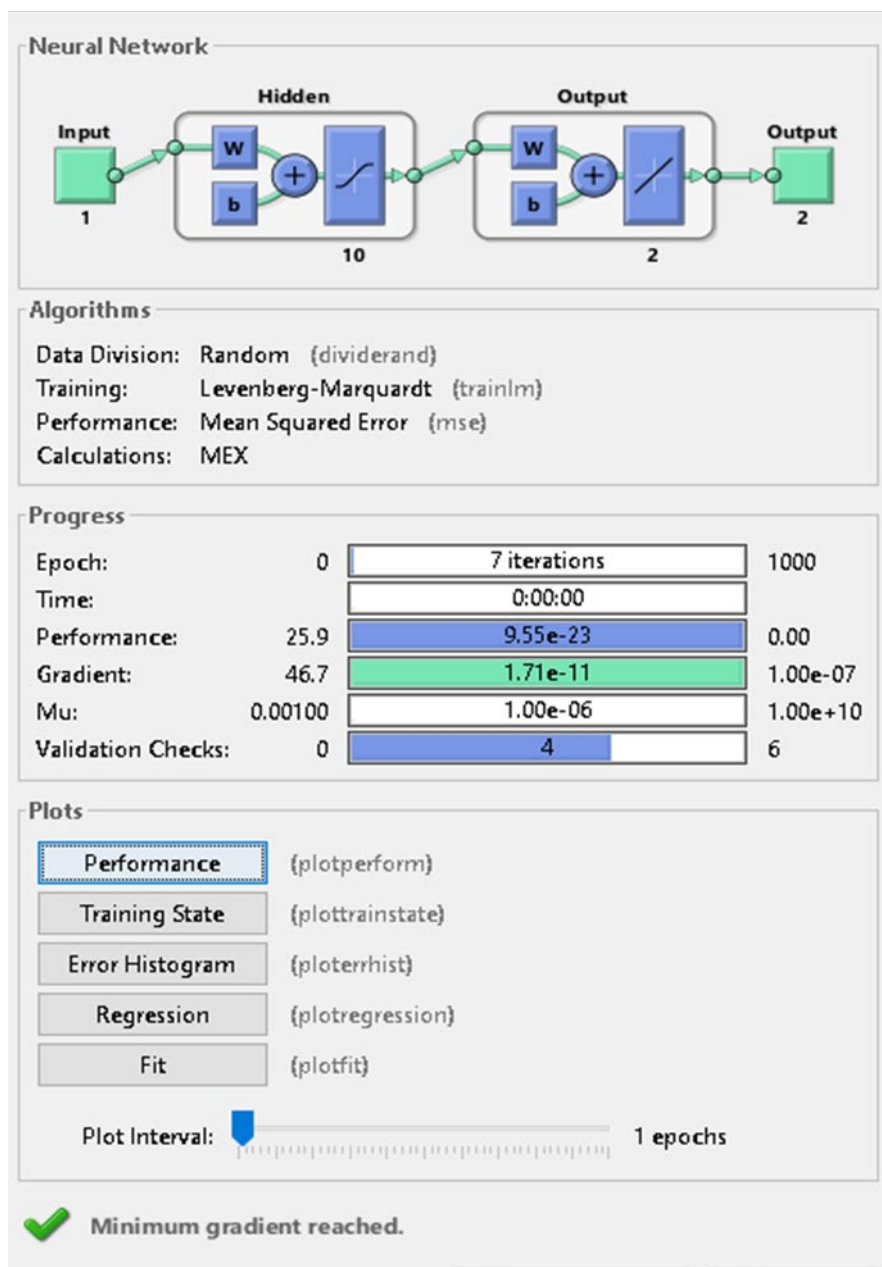 Neural Network
Hidden Output
Input Output
W W
b b
1 2
10 2
Algorithms
Data Division: Random (dividerand)
Training: Levenberg-Marquardt (trainlm)
Performance: Mean Squared Error (mse)
Calculations: MEX
Progress
Epoch: 0 7 iterations 1000
Time: 0:00:00
Performance: 25.9 9.55e-23 0.00
Gradient: 46.7 1.71e-11 1.00e-07
Mu: 0.00100 1.00e-06 1.00e+10
Validation Checks: 0 4 6
Plots
Performance (plotperform)
Training State (plottrainstate)
Error Histogram (ploterrhist)
Regression (plotregression)
Fit (plotfit)
Plot Interval: 1 epochs
Minimum gradient reached.